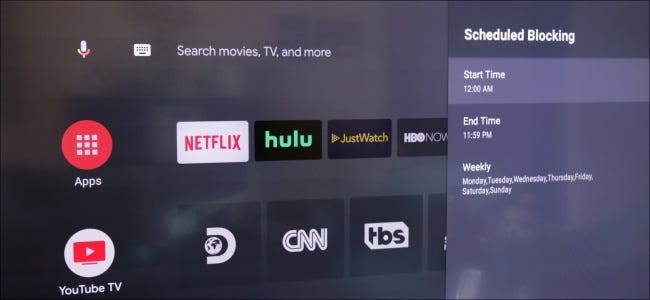 Search movies, TV, and more
Scheduled Blocking
Start Time
12:00 AM
End Time
11:59 PM
Weekly
Monday,Tuesday,Wednesday,Thursday,Friday,
Saturday,Sunday
NETFLIX
hulu
JustWatch
HBO NOW
Apps
CNN
tbs
YouTube TV